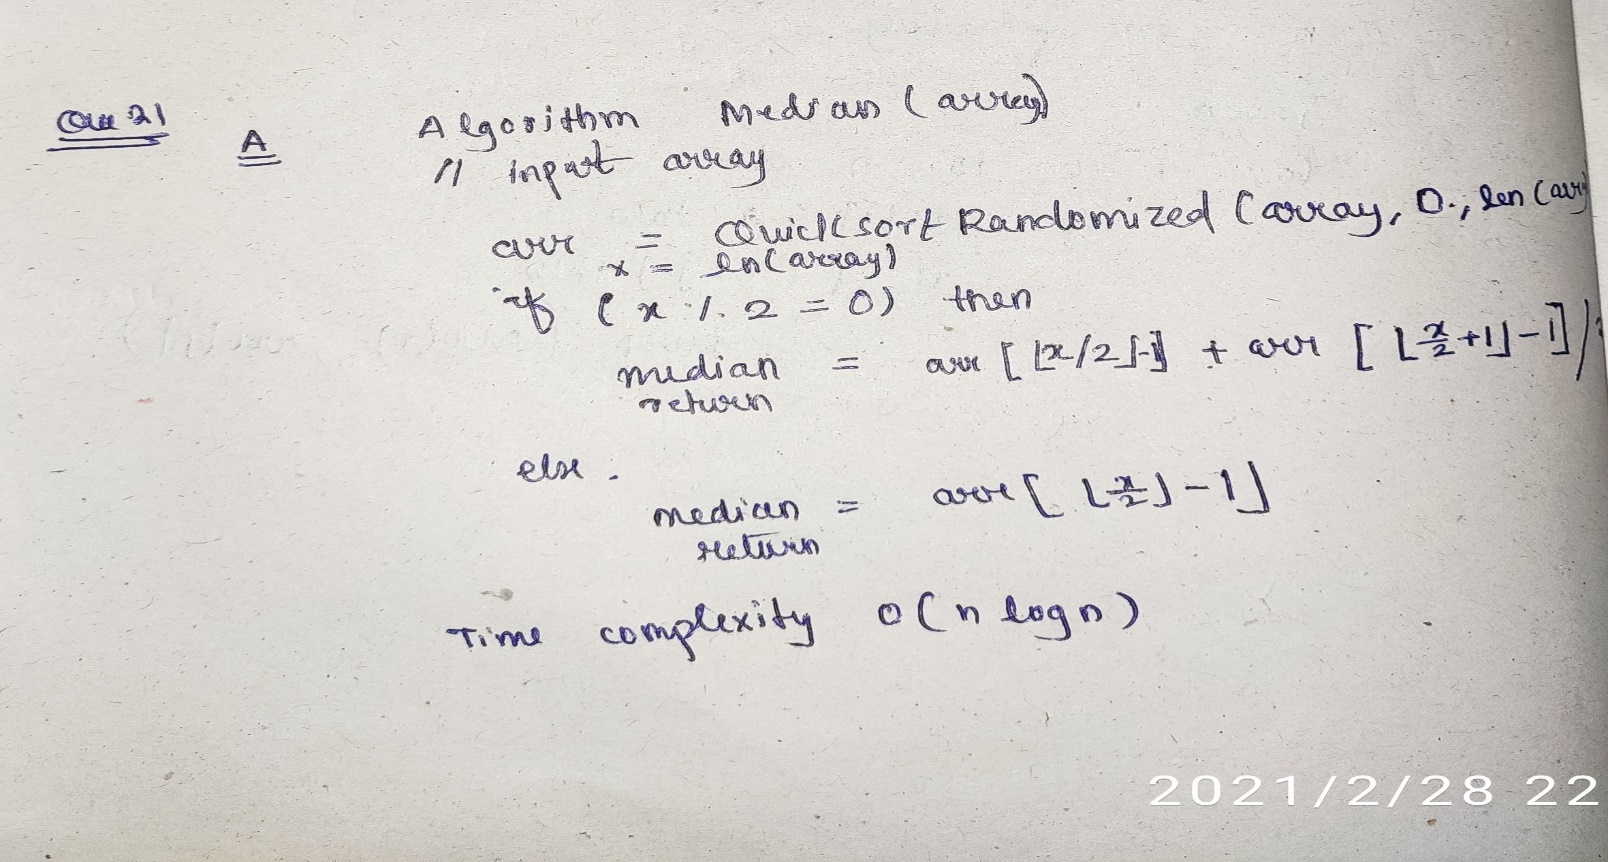 Que 21
A
Algorithm Median (array)
// input array
arr = Quicksort Randomized (array, 0, len (arr
x = len(array)
if (x % 2 = 0) then
median = arr [ ⌊x/2⌋-1] + arr [ ⌊x/2+1⌋-1]/
return
else .
median = arr [ ⌊x/2⌋-1]
return
Time complexity O(n log n)
2021/2/28 22